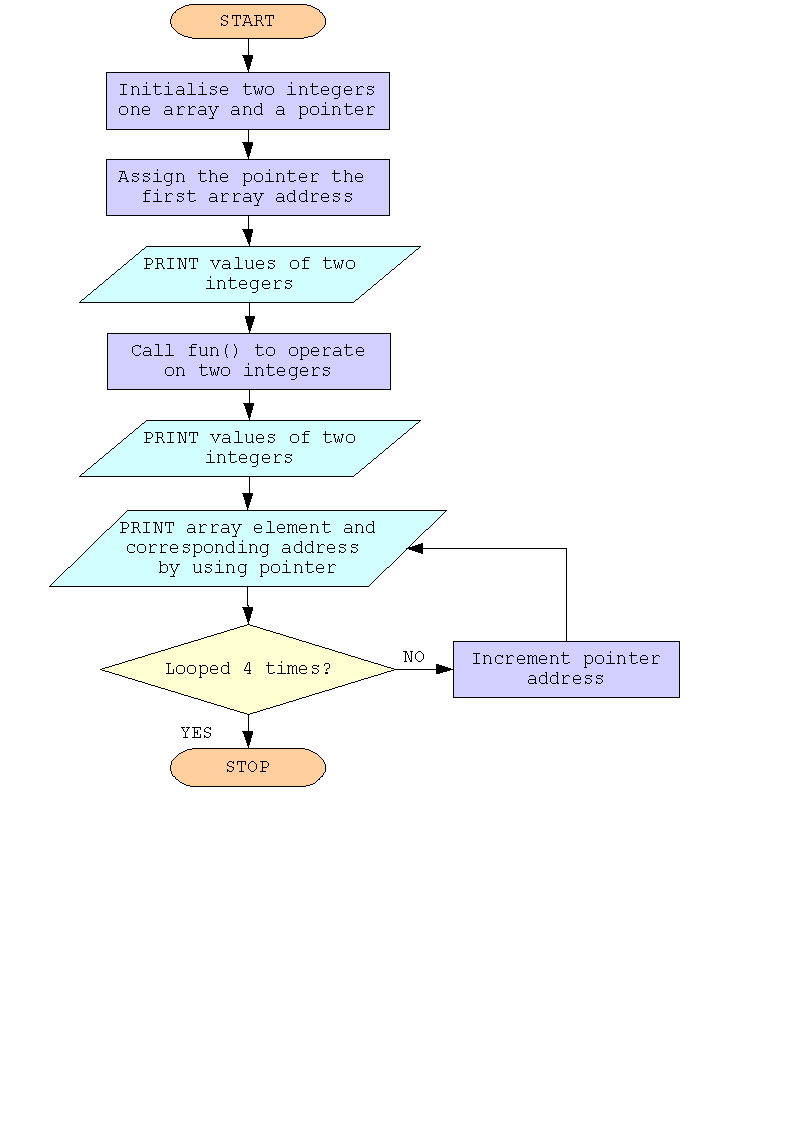 START
Initialise two integers
one array and a pointer
Assign the pointer the
first array address
PRINT values of two
integers
Call fun() to operate
on two integers
PRINT values of two
integers
PRINT array element and
corresponding address
by using pointer
Looped 4 times?
NO
Increment pointer
address
YES
STOP